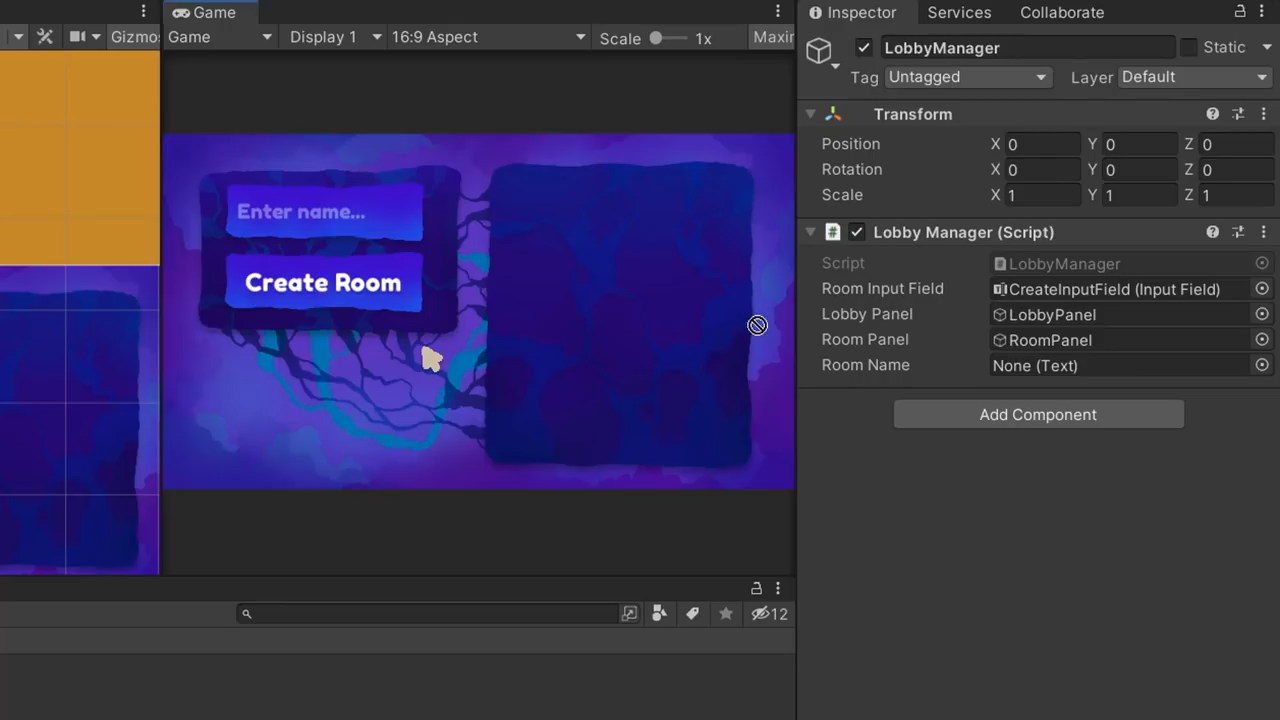 Game
Gizmo
Game
Display 1
16:9 Aspect
Scale
1x
Maxir
Enter name...
Create Room
12
Inspector
Services
Collaborate
LobbyManager
Static
Tag
Untagged
Layer
Default
Transform
Position
X 0
Y 0
Z 0
Rotation
X 0
Y 0
Z 0
Scale
X 1
Y 1
Z 1
Lobby Manager (Script)
Script
LobbyManager
Room Input Field
CreateInputField (Input Field)
Lobby Panel
LobbyPanel
Room Panel
RoomPanel
Room Name
None (Text)
Add Component